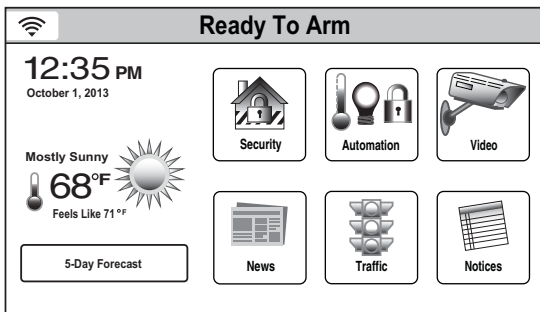 Ready To Arm
12:35 PM
October 1, 2013
Mostly Sunny
68°F
Feels Like 71°F
5-Day Forecast
Security
Automation
Video
News
Traffic
Notices